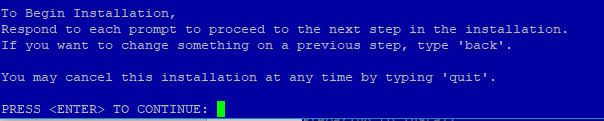 To Begin Installation,
Respond to each prompt to proceed to the next step in the installation.
If you want to change something on a previous step, type 'back'.
You may cancel this installation at any time by typing 'quit'.
PRESS <ENTER> TO CONTINUE: